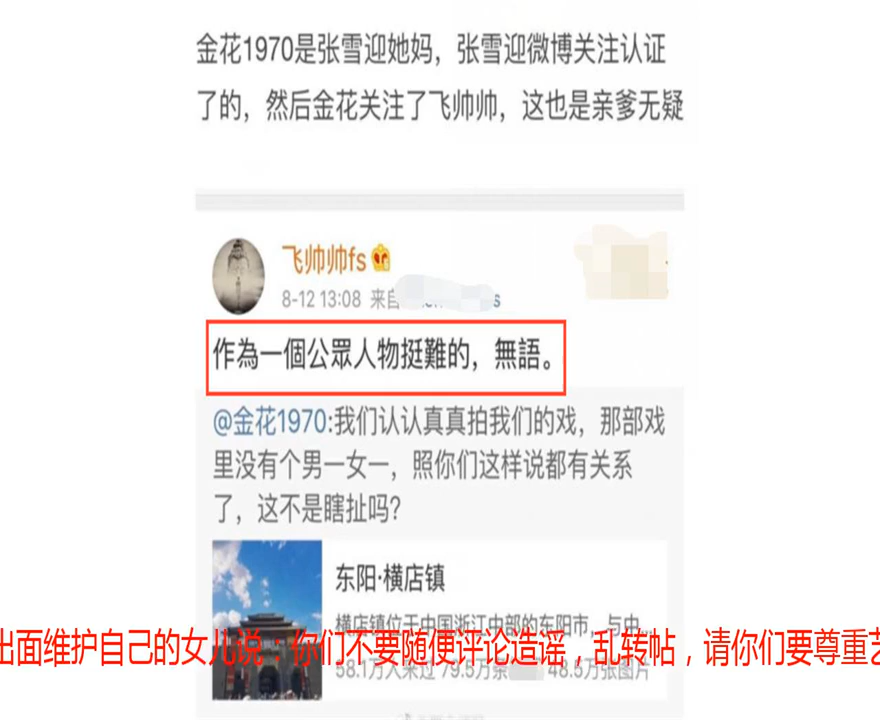 金花1970是张雪迎她妈，张雪迎微博关注认证
了的，然后金花关注了飞帅帅，这也是亲爹无疑
飞帅帅fs
8-12 13:08 来自
作為一個公眾人物挺難的，無語。
@金花1970:我们认认真真拍我们的戏，那部戏
里没有个男一女一，照你们这样说都有关系
了，这不是瞎扯吗?
东阳·横店镇
横店镇位于中国浙江中部的东阳市，与中...
出面维护自己的女儿说：你们不要随便评论造谣，乱转帖，请你们要尊重艺
58.1万人来过 79.5万条 48.5万张图片